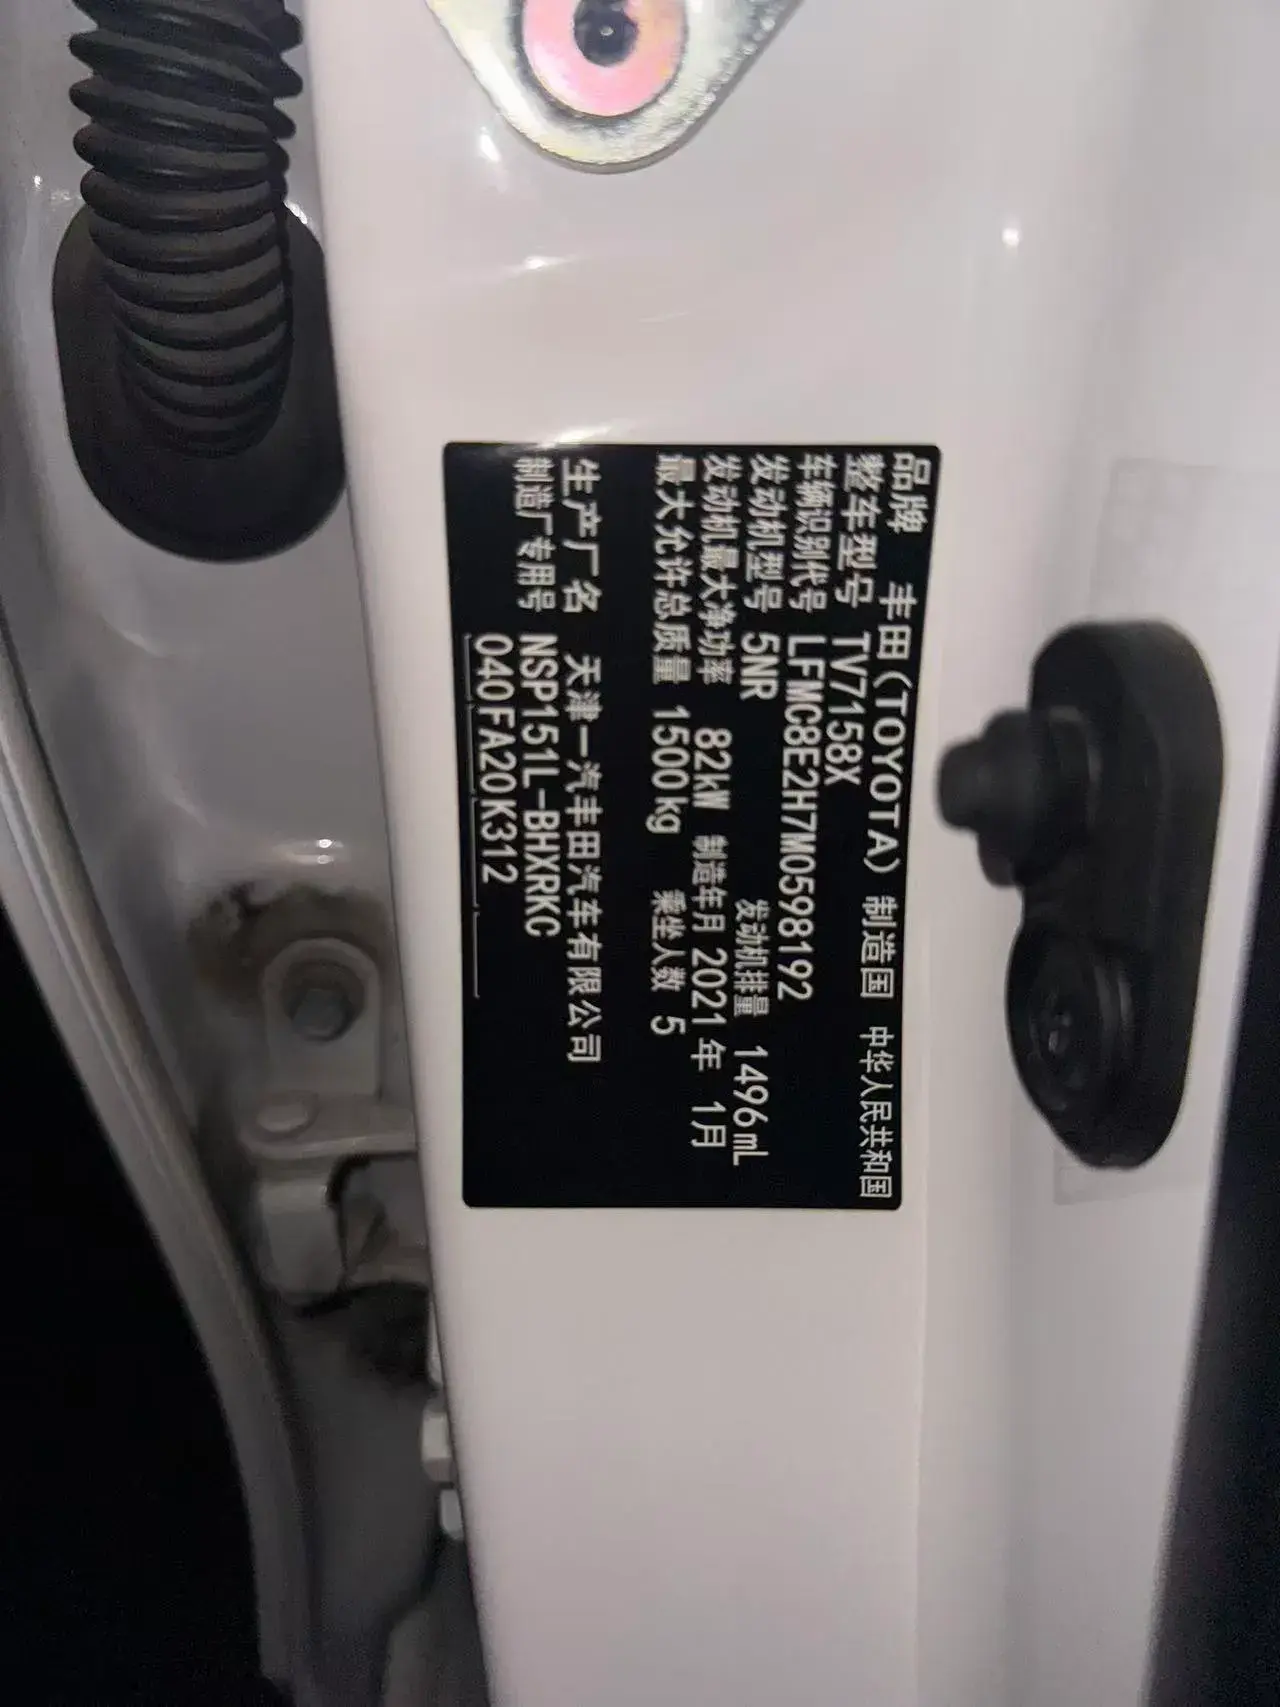 品牌 丰田(TOYOTA) 制造国 中华人民共和国
整车型号 TV7158X
车辆识别代号 LFMC8E2H7M0598192
发动机型号 5NR 发动机排量 1496mL
发动机最大净功率 82kW 制造年月 2021年 1月
最大允许总质量 1500kg 乘坐人数 5
生产厂名 天津一汽丰田汽车有限公司
制造厂专用号 NSP151L-BHXRKC
040FA20K312